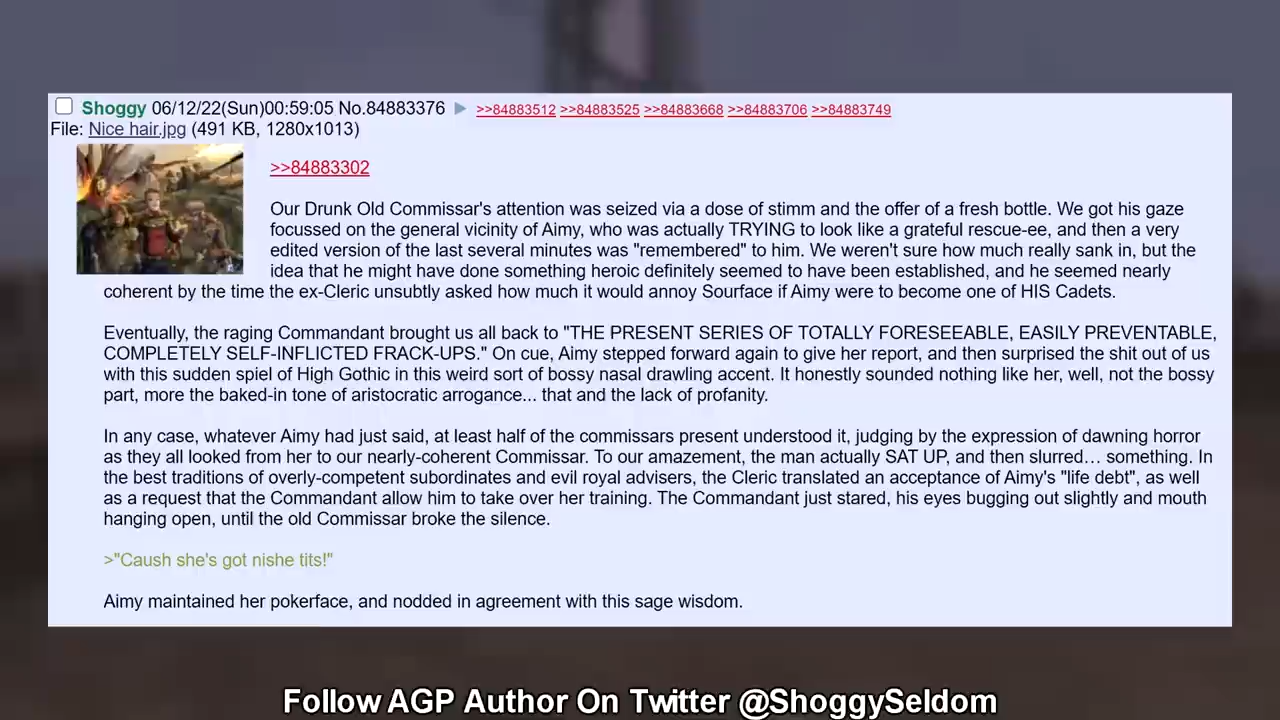 Shoggy 06/12/22(Sun)00:59:05 No.84883376 ▶ >>84883512 >>84883525 >>84883668 >>84883706 >>84883749
File: Nice hair.jpg (491 KB, 1280x1013)
>>84883302
Our Drunk Old Commissar's attention was seized via a dose of stimm and the offer of a fresh bottle. We got his gaze
focussed on the general vicinity of Aimy, who was actually TRYING to look like a grateful rescue-ee, and then a very
edited version of the last several minutes was "remembered" to him. We weren't sure how much really sank in, but the
idea that he might have done something heroic definitely seemed to have been established, and he seemed nearly
coherent by the time the ex-Cleric unsubtly asked how much it would annoy Sourface if Aimy were to become one of HIS Cadets.
Eventually, the raging Commandant brought us all back to "THE PRESENT SERIES OF TOTALLY FORESEEABLE, EASILY PREVENTABLE,
COMPLETELY SELF-INFLICTED FRACK-UPS." On cue, Aimy stepped forward again to give her report, and then surprised the shit out of us
with this sudden spiel of High Gothic in this weird sort of bossy nasal drawling accent. It honestly sounded nothing like her, well, not the bossy
part, more the baked-in tone of aristocratic arrogance... that and the lack of profanity.
In any case, whatever Aimy had just said, at least half of the commissars present understood it, judging by the expression of dawning horror
as they all looked from her to our nearly-coherent Commissar. To our amazement, the man actually SAT UP, and then slurred… something. In
the best traditions of overly-competent subordinates and evil royal advisers, the Cleric translated an acceptance of Aimy's "life debt", as well
as a request that the Commandant allow him to take over her training. The Commandant just stared, his eyes bugging out slightly and mouth
hanging open, until the old Commissar broke the silence.
>"Caush she's got nishe tits!"
Aimy maintained her pokerface, and nodded in agreement with this sage wisdom.
Follow AGP Author On Twitter @ShoggySeldom